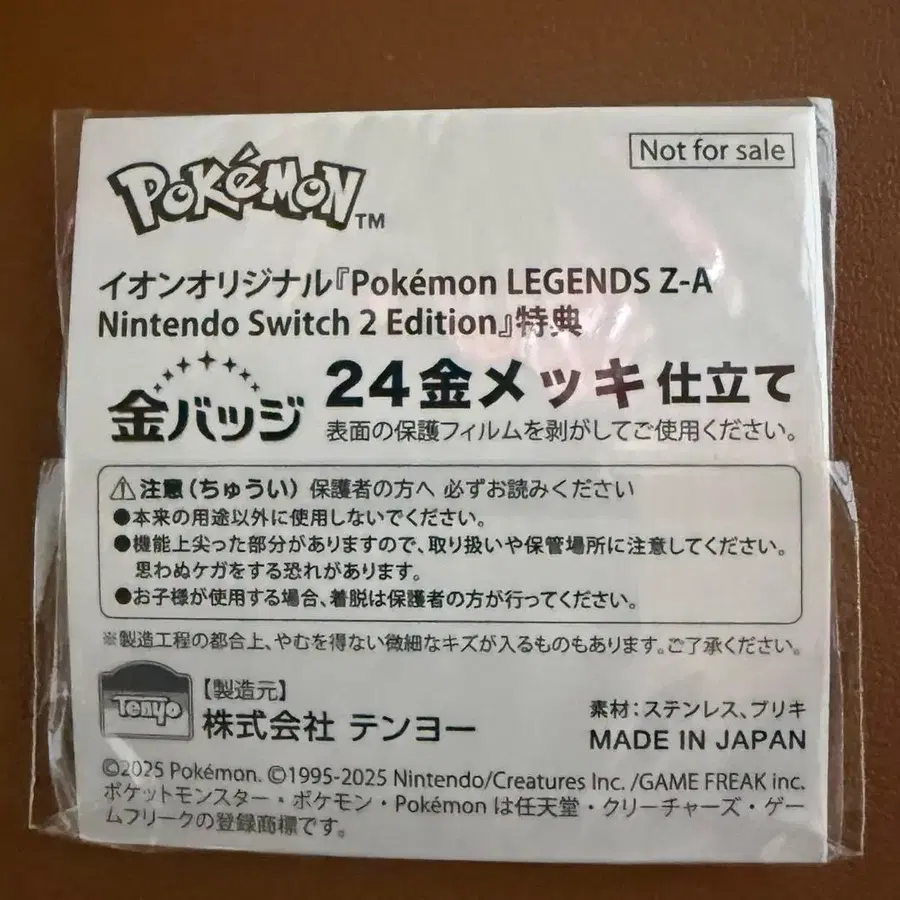 Pokémon TM
Not for sale
イオンオリジナル『Pokémon LEGENDS Z-A
Nintendo Switch 2 Edition』特典
金バッジ
24金メッキ仕立て
表面の保護フィルムを剥がしてご使用ください。
⚠注意(ちゅうい) 保護者の方へ 必ずお読みください
●本来の用途以外に使用しないでください。
●機能上尖った部分がありますので、取り扱いや保管場所に注意してください。
思わぬケガをする恐れがあります。
●お子様が使用する場合、着脱は保護者の方が行ってください。
※製造工程の都合上、やむを得ない微細なキズが入るものもあります。ご了承ください。
Tenyo
【製造元】
株式会社 テンヨー
素材：ステンレス、ブリキ
MADE IN JAPAN
©2025 Pokémon. ©1995-2025 Nintendo/Creatures Inc. /GAME FREAK inc.
ポケットモンスター・ポケモン・Pokémon は任天堂・クリーチャーズ・ゲー
ムフリークの登録商標です。